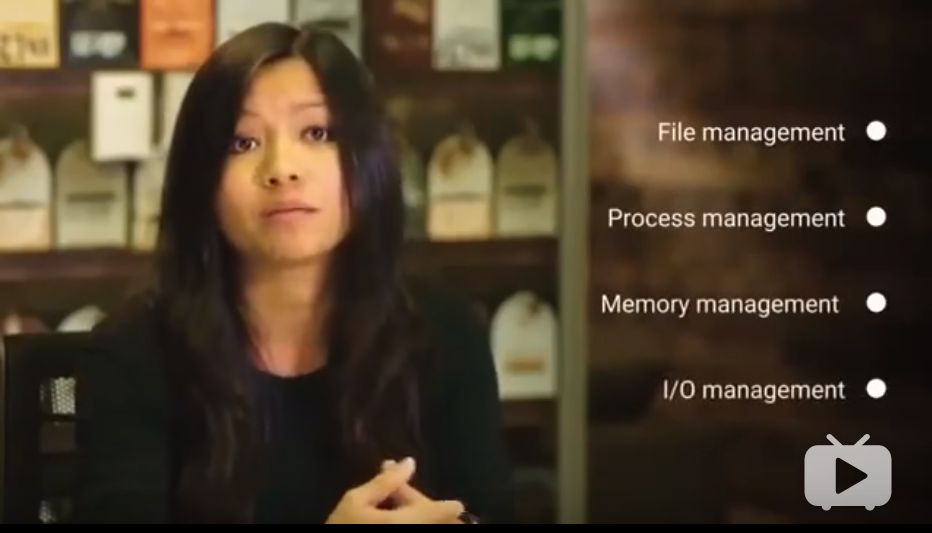 File management
Process management
Memory management
I/O management